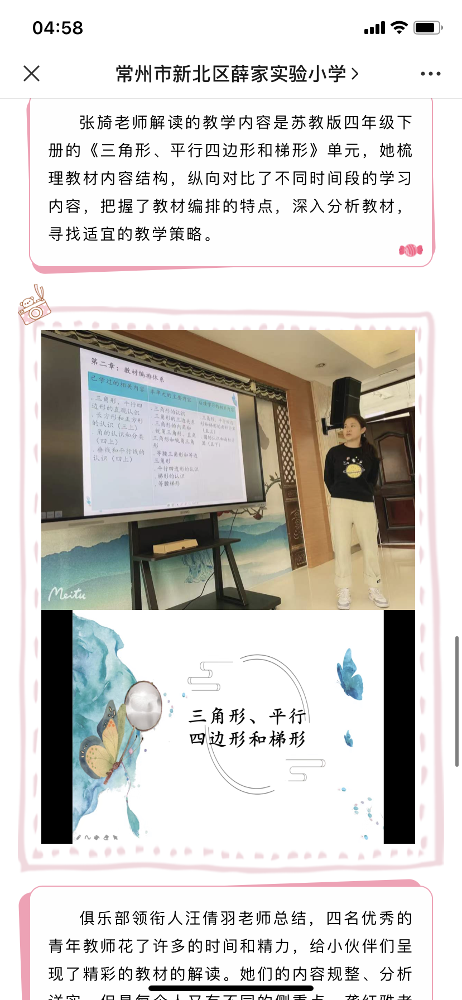 04:58
常州市新北区薛家实验小学
张旖老师解读的教学内容是苏教版四年级下
册的《三角形、平行四边形和梯形》单元，她梳
理教材内容结构，纵向对比了不同时间段的学习
内容，把握了教材编排的特点，深入分析教材，
寻找适宜的教学策略。
第二章：教材编排体系
已学过的相关内容
·三角形、平行四
边形的直观认识
·长方形和正方形
的认识（三上）
·角的认识和分类
（四上）
·垂线和平行线的
认识（四上）
本单元的主要内容
·三角形的认识
·三角形的三边关系
·三角形的内角和
·锐角三角形、直角
三角形和钝角三角
形
·等腰三角形和等边
三角形
·平行四边形的认识
·梯形的认识
·等腰梯形
后续学习的相关内容
·三角形、平行四边
形和梯形的面积计算
（五上）
·圆的认识和面积计
算（五下）
Meitu
三角形、平行
四边形和梯形
俱乐部领衔人汪倩羽老师总结，四名优秀的
青年教师花了许多的时间和精力，给小伙伴们呈
现了精彩的教材的解读。她们的内容规整、分析